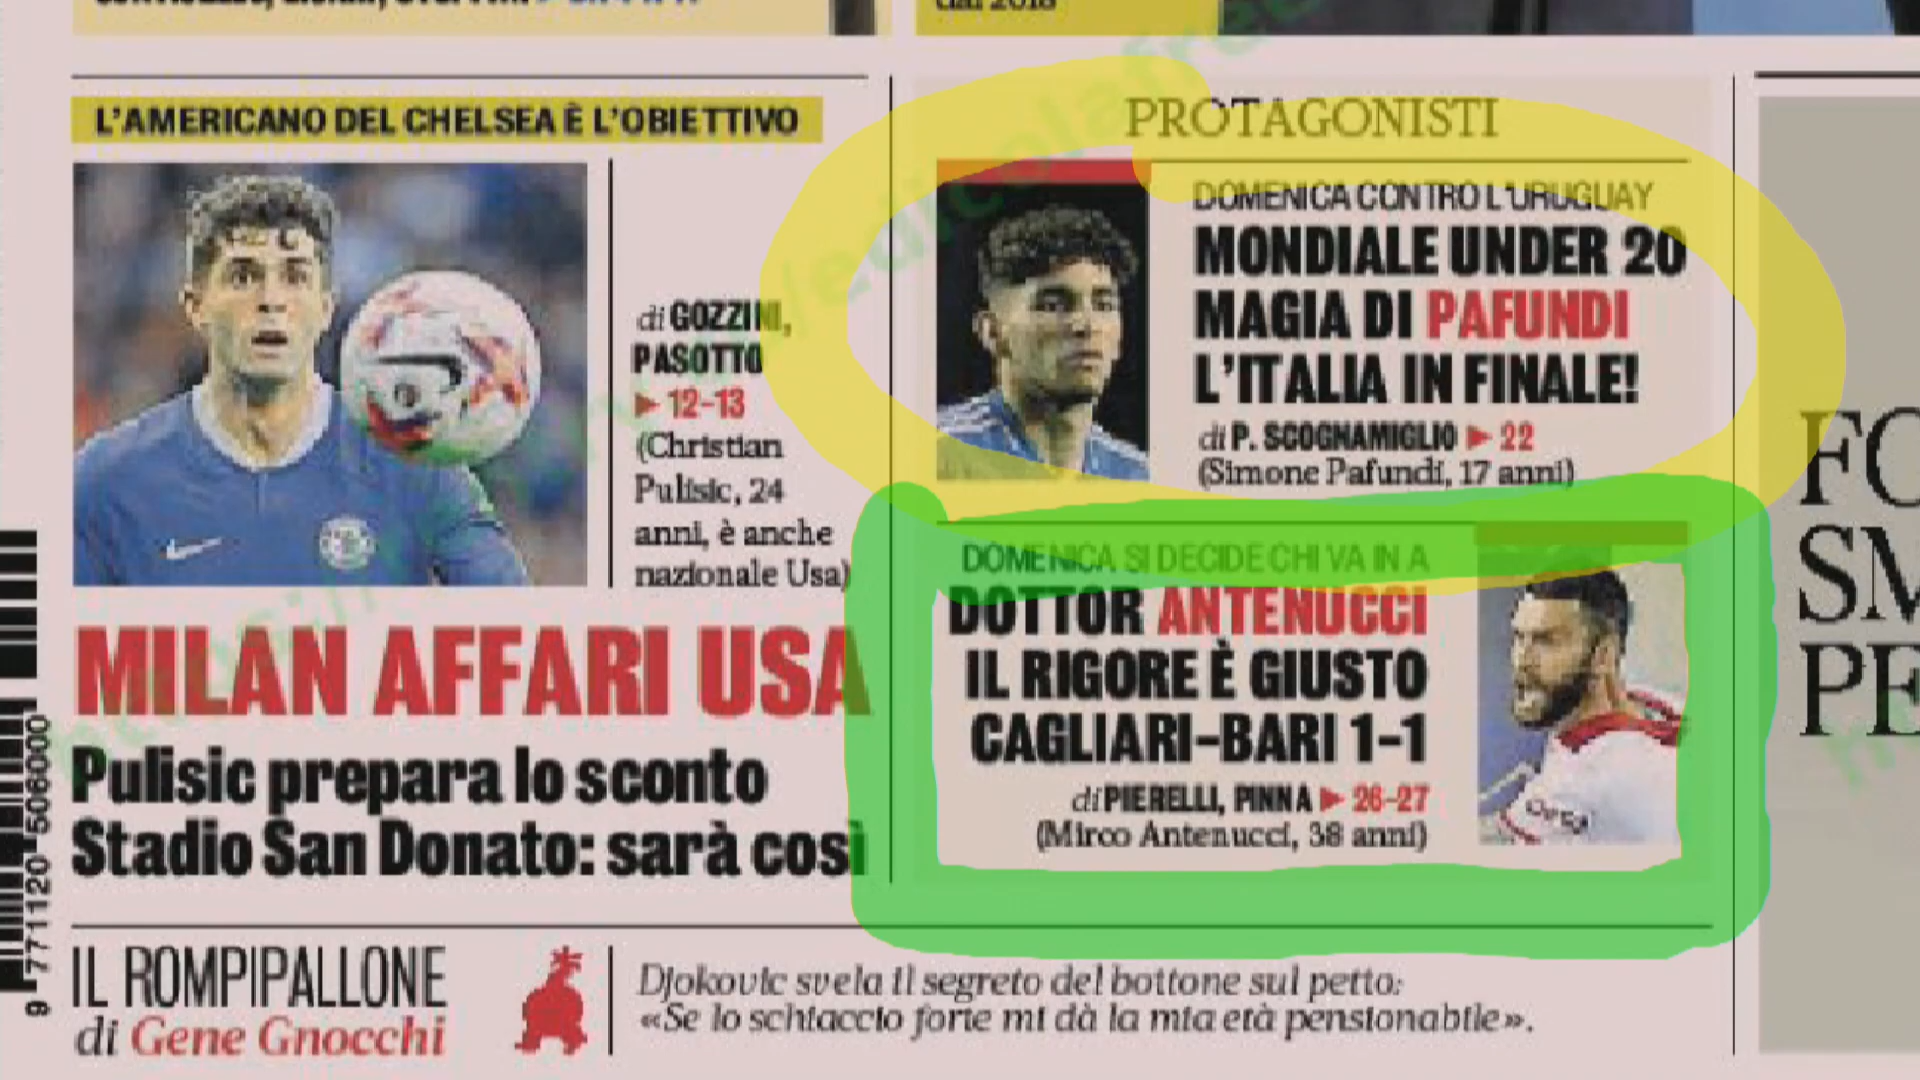 dal 2018
L'AMERICANO DEL CHELSEA È L'OBIETTIVO
di GOZZINI,
PASOTTO
▶ 12-13
(Christian
Pulisic, 24
anni, è anche
nazionale Usa)
MILAN AFFARI USA
Pulisic prepara lo sconto
Stadio San Donato: sarà così
PROTAGONISTI
DOMENICA CONTRO L'URUGUAY
MONDIALE UNDER 20
MAGIA DI PAFUNDI
L'ITALIA IN FINALE!
di P. SCOGNAMIGLIO ▶ 22
(Simone Pafundi, 17 anni)
DOMENICA SI DECIDE CHI VA IN A
DOTTOR ANTENUCCI
IL RIGORE È GIUSTO
CAGLIARI-BARI 1-1
di PIERELLI, PINNA ▶ 26-27
(Mirco Antenucci, 38 anni)
IL ROMPIPALLONE
di Gene Gnocchi
Djokovic svela il segreto del bottone sul petto:
«Se lo schiaccio forte mi dà la mia età pensionabile».
9 771120 506000